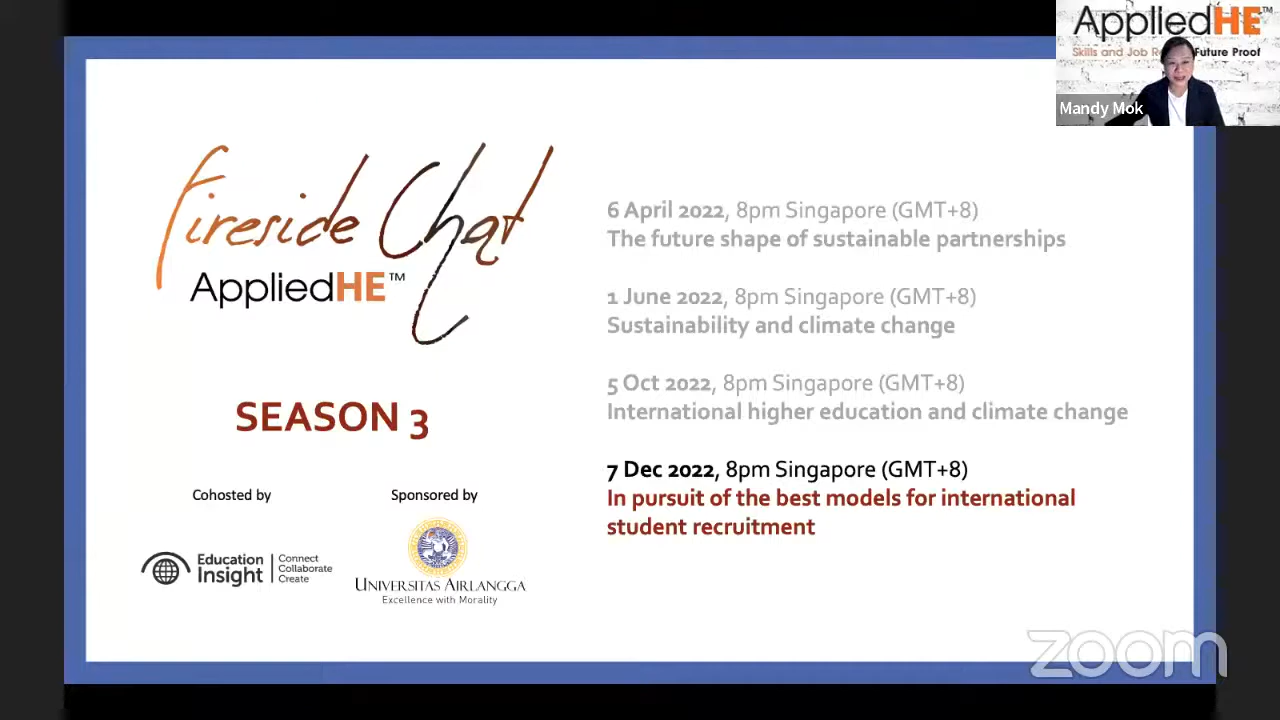 AppliedHE™
Skills and Job Re Future Proof
Mandy Mok
Fireside Chat
AppliedHE™
SEASON 3
Cohosted by
Education
Insight
Connect
Collaborate
Create
Sponsored by
UNIVERSITAS AIRLANGGA
Excellence with Morality
6 April 2022, 8pm Singapore (GMT+8)
The future shape of sustainable partnerships
1 June 2022, 8pm Singapore (GMT+8)
Sustainability and climate change
5 Oct 2022, 8pm Singapore (GMT+8)
International higher education and climate change
7 Dec 2022, 8pm Singapore (GMT+8)
In pursuit of the best models for international
student recruitment
zoom